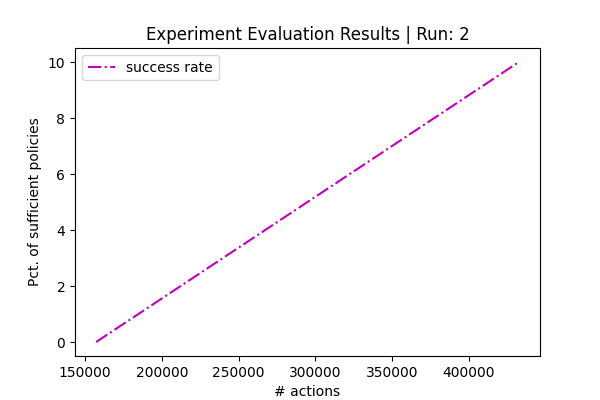 Experiment Evaluation Results | Run: 2
success rate
Pct. of sufficient policies
10
8
6
4
2
0
150000 200000 250000 300000 350000 400000
# actions